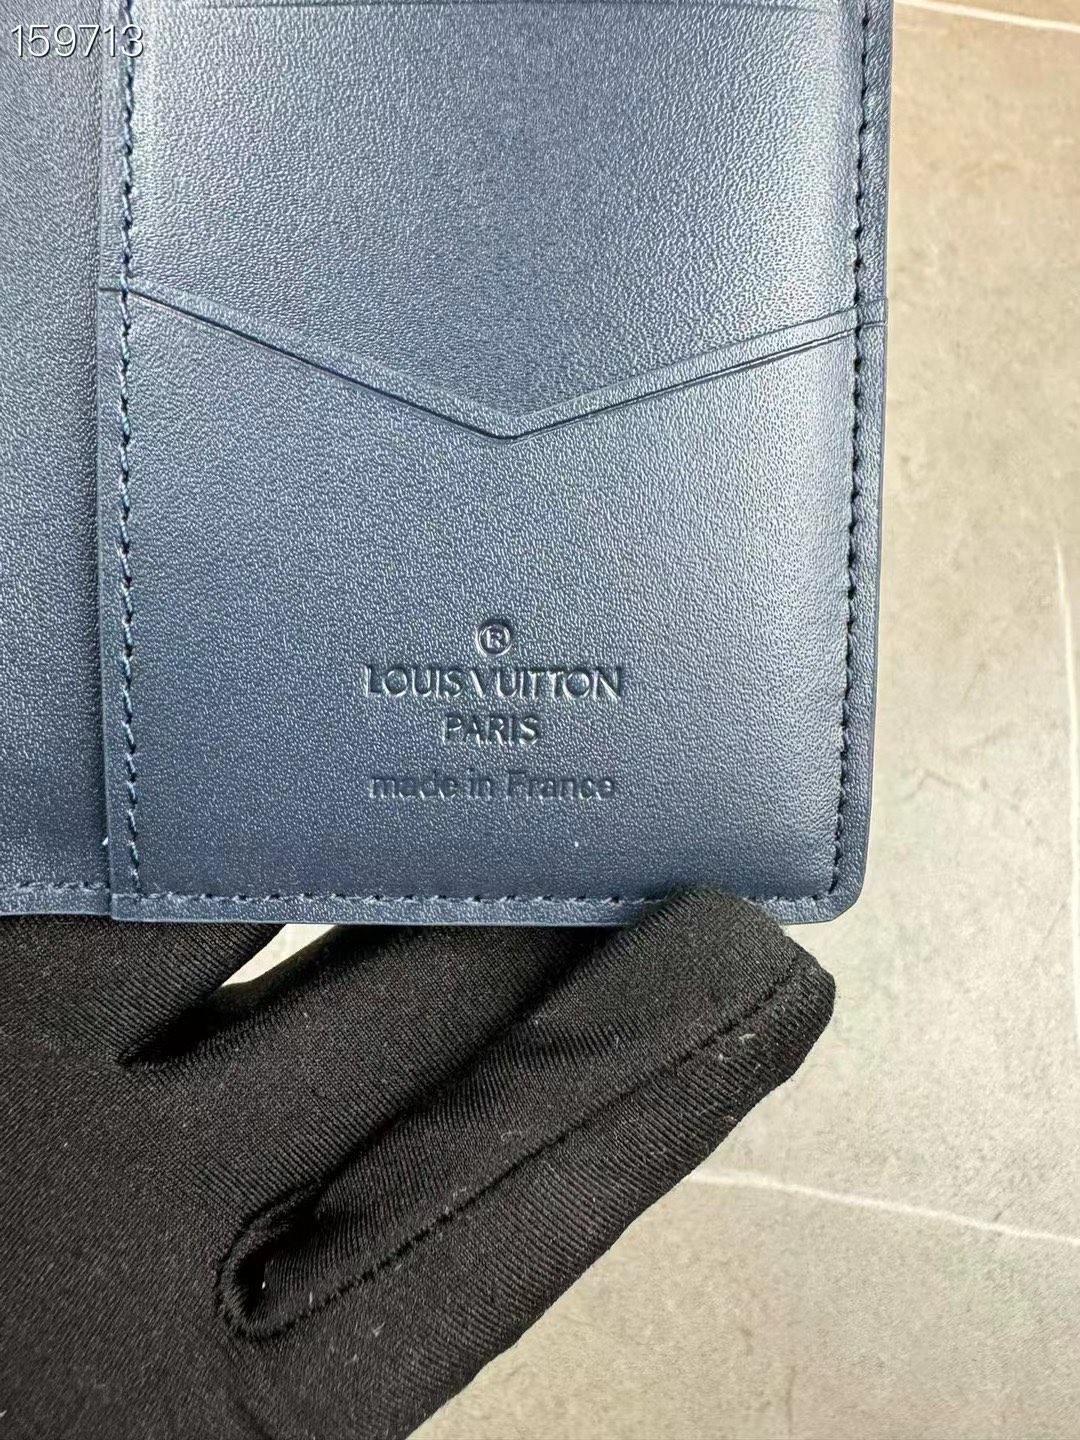 159713
®
LOUIS VUITTON
PARIS
made in France